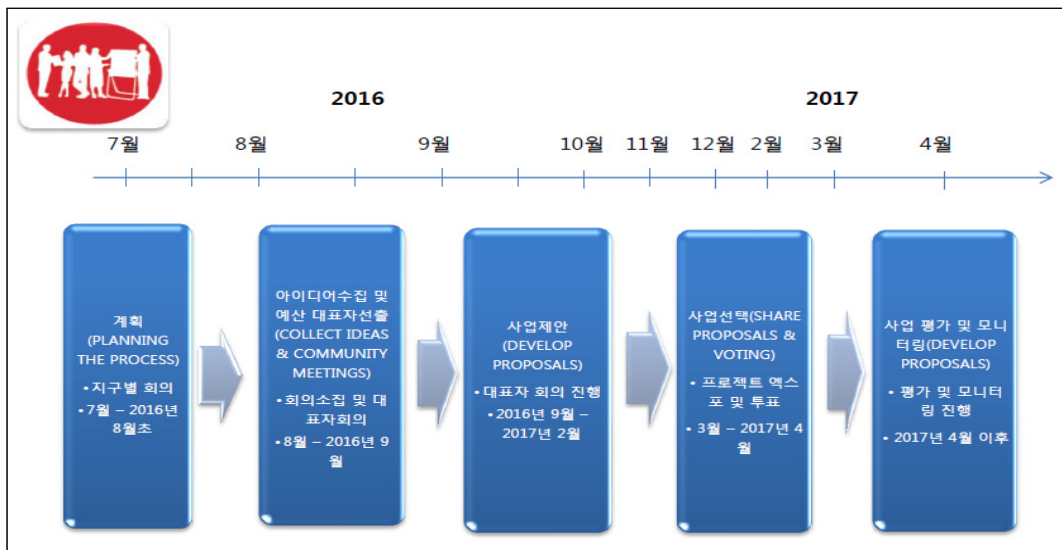 2016
2017
7월
8월
9월
10월
11월
12월
2월
3월
4월
계획
(PLANNING
THE PROCESS)
• 지구별 회의
• 7월 – 2016년
8월초
아이디어수집 및
예산 대표자선출
(COLLECT IDEAS
& COMMUNITY
MEETINGS)
• 회의소집 및 대
표자회의
• 8월 – 2016년 9
월
사업제안
(DEVELOP
PROPOSALS)
• 대표자 회의 진행
• 2016년 9월 –
2017년 2월
사업선택(SHARE
PROPOSALS &
VOTING)
• 프로젝트 엑스
포 및 투표
• 3월 – 2017년 4
월
사업 평가 및 모니
터링(DEVELOP
PROPOSALS)
• 평가 및 모니터
링 진행
• 2017년 4월 이후